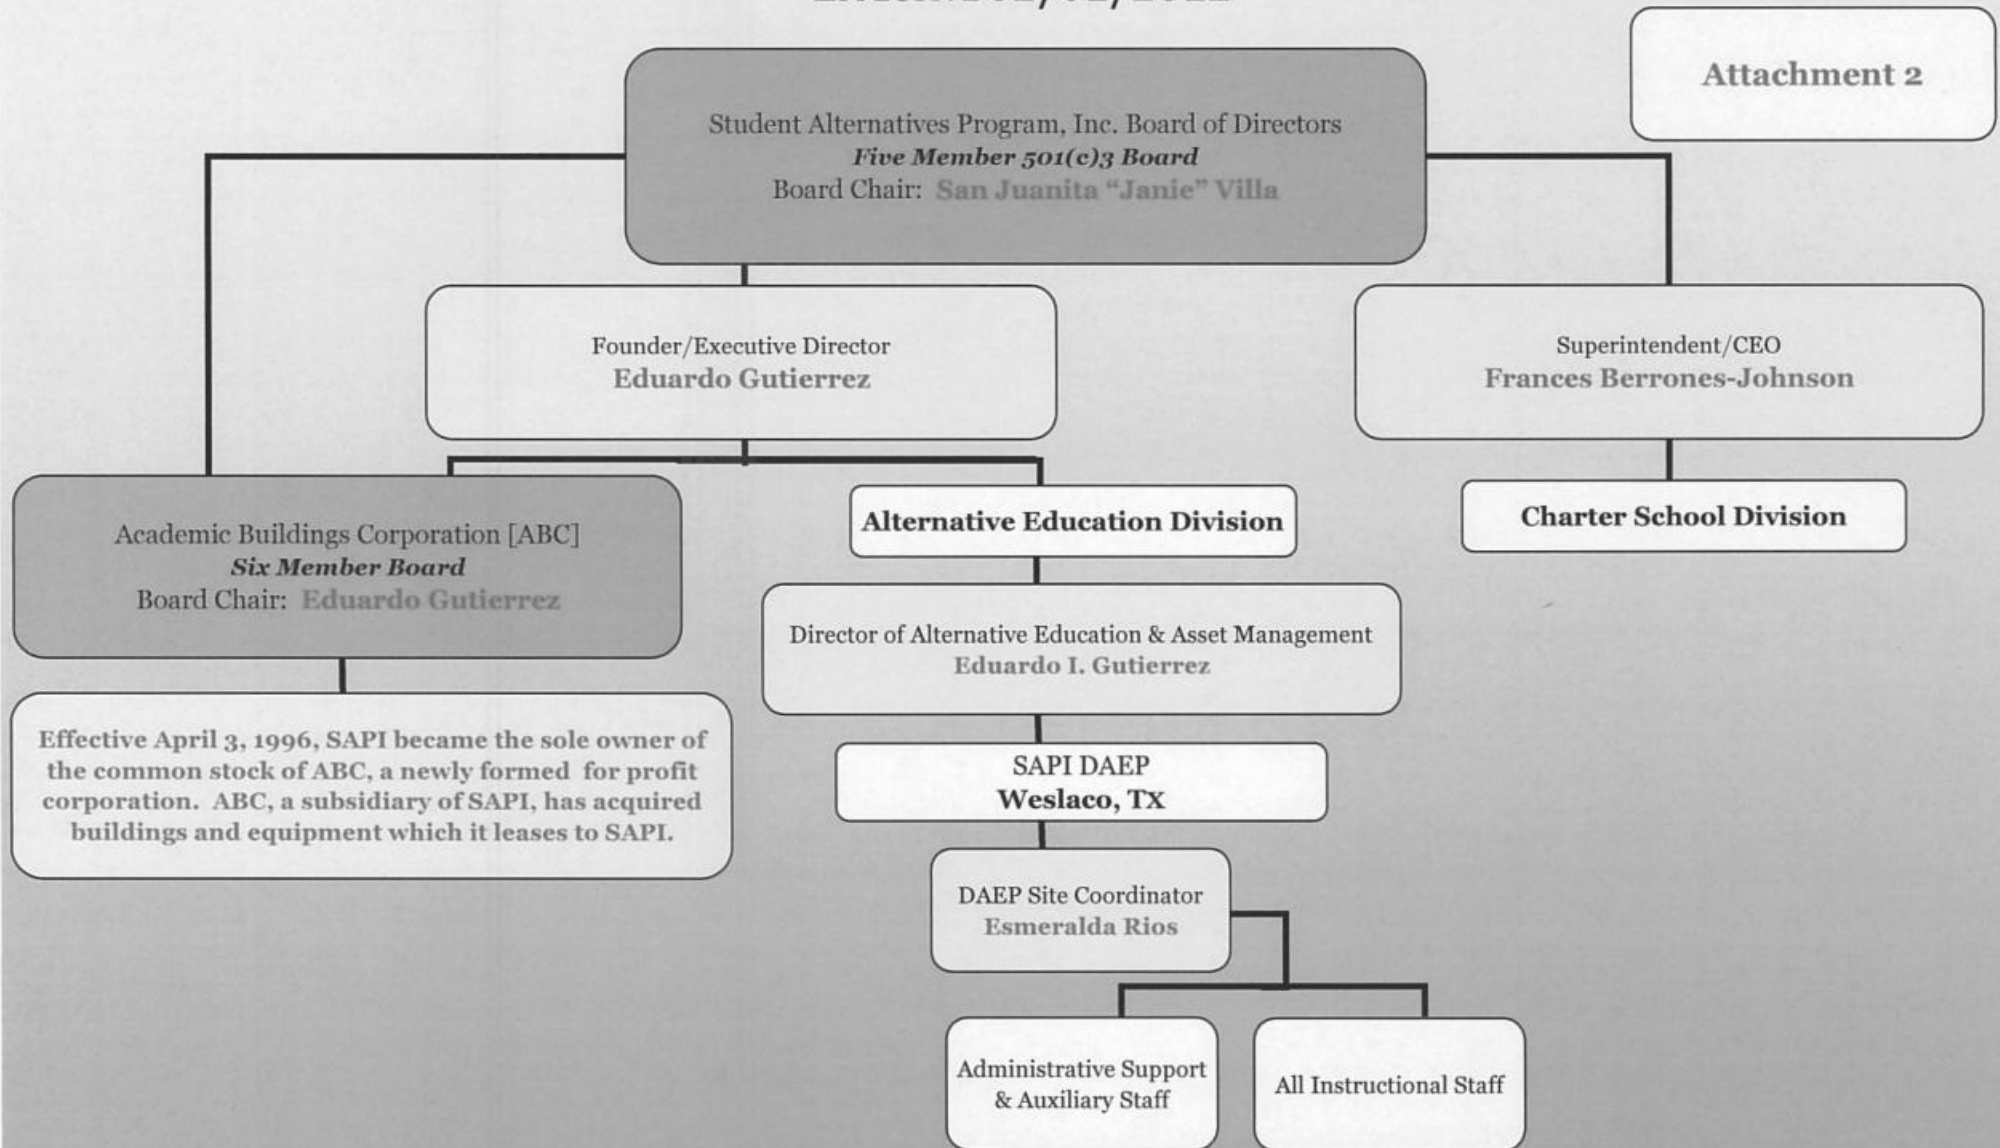 Attachment 2
Student Alternatives Program, Inc. Board of Directors
Five Member 501(c)3 Board
Board Chair: San Juanita “Janie” Villa
Founder/Executive Director
Eduardo Gutierrez
Superintendent/CEO
Frances Berrones-Johnson
Academic Buildings Corporation [ABC]
Six Member Board
Board Chair: Eduardo Gutierrez
Alternative Education Division
Charter School Division
Director of Alternative Education & Asset Management
Eduardo I. Gutierrez
Effective April 3, 1996, SAPI became the sole owner of
the common stock of ABC, a newly formed for profit
corporation. ABC, a subsidiary of SAPI, has acquired
buildings and equipment which it leases to SAPI.
SAPI DAEP
Weslaco, TX
DAEP Site Coordinator
Esmeralda Rios
Administrative Support
& Auxiliary Staff
All Instructional Staff